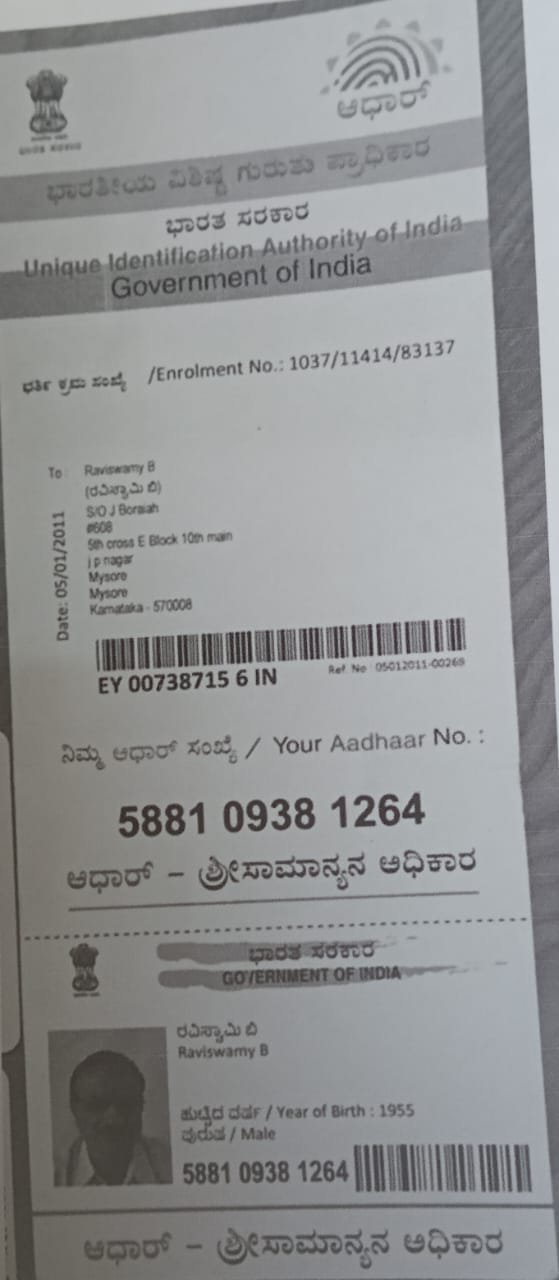 ಆಧಾರ್
ಭಾರತೀಯ ವಿಶಿಷ್ಟ ಗುರುತು ಪ್ರಾಧಿಕಾರ
ಭಾರತ ಸರಕಾರ
Unique Identification Authority of India
Government of India
ಕ್ರಮ ಸಂಖ್ಯೆ /Enrolment No.: 1037/11414/83137
To
Raviswamy B
(ರವಿಸ್ವಾಮಿ ಬಿ)
S/O J Boraiah
#608
5th cross E Block 10th main
j p nagar
Mysore
Mysore
Karnataka - 570008
Date: 05/01/2011
EY 00738715 6 IN
Ref. No : 05012011-00269
ನಿಮ್ಮ ಆಧಾರ್ ಸಂಖ್ಯೆ / Your Aadhaar No. :
5881 0938 1264
ಆಧಾರ್ – ಶ್ರೀಸಾಮಾನ್ಯನ ಅಧಿಕಾರ
ಭಾರತ ಸರಕಾರ
GOVERNMENT OF INDIA
ರವಿಸ್ವಾಮಿ ಬಿ
Raviswamy B
ಹುಟ್ಟಿದ ವರ್ಷ / Year of Birth : 1955
ಪುರುಷ / Male
5881 0938 1264
ಆಧಾರ್ – ಶ್ರೀಸಾಮಾನ್ಯನ ಅಧಿಕಾರ